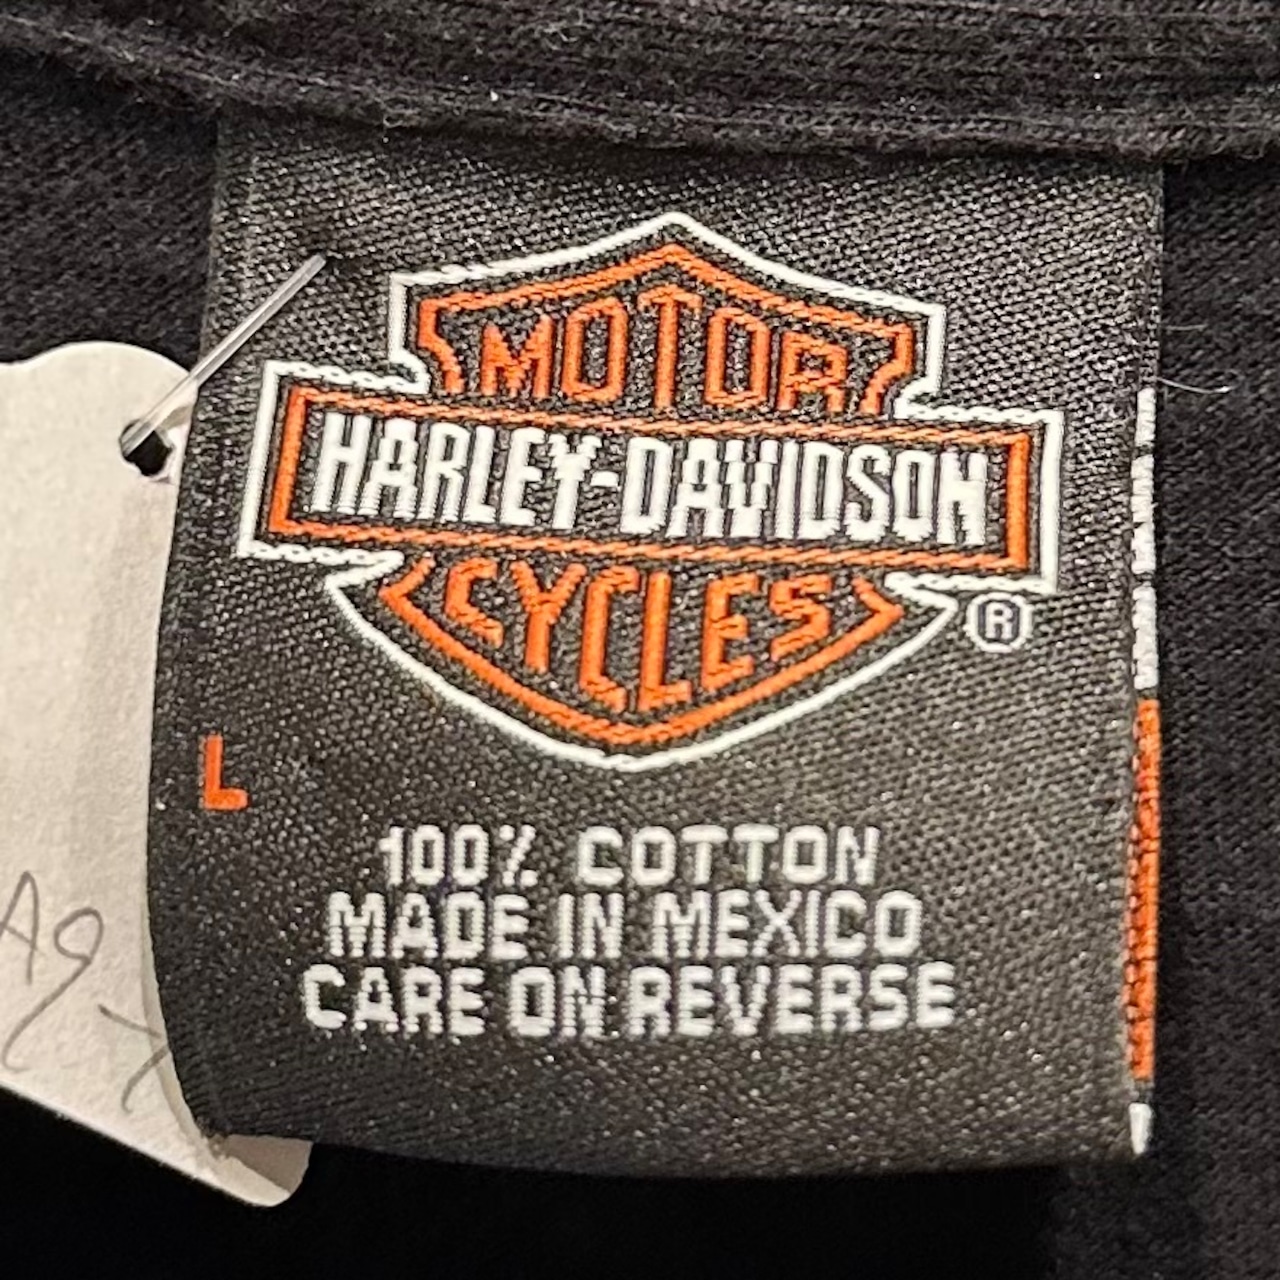 MOTOR
HARLEY-DAVIDSON
CYCLES
®
L
100% COTTON
MADE IN MEXICO
CARE ON REVERSE